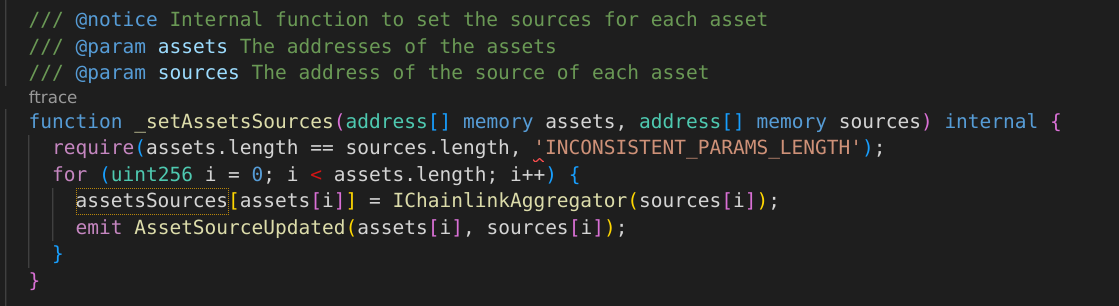 /// @notice Internal function to set the sources for each asset
/// @param assets The addresses of the assets
/// @param sources The address of the source of each asset
ftrace
function _setAssetsSources(address[] memory assets, address[] memory sources) internal {
require(assets.length == sources.length, 'INCONSISTENT_PARAMS_LENGTH');
for (uint256 i = 0; i < assets.length; i++) {
assetsSources[assets[i]] = IChainlinkAggregator(sources[i]);
emit AssetSourceUpdated(assets[i], sources[i]);
}
}